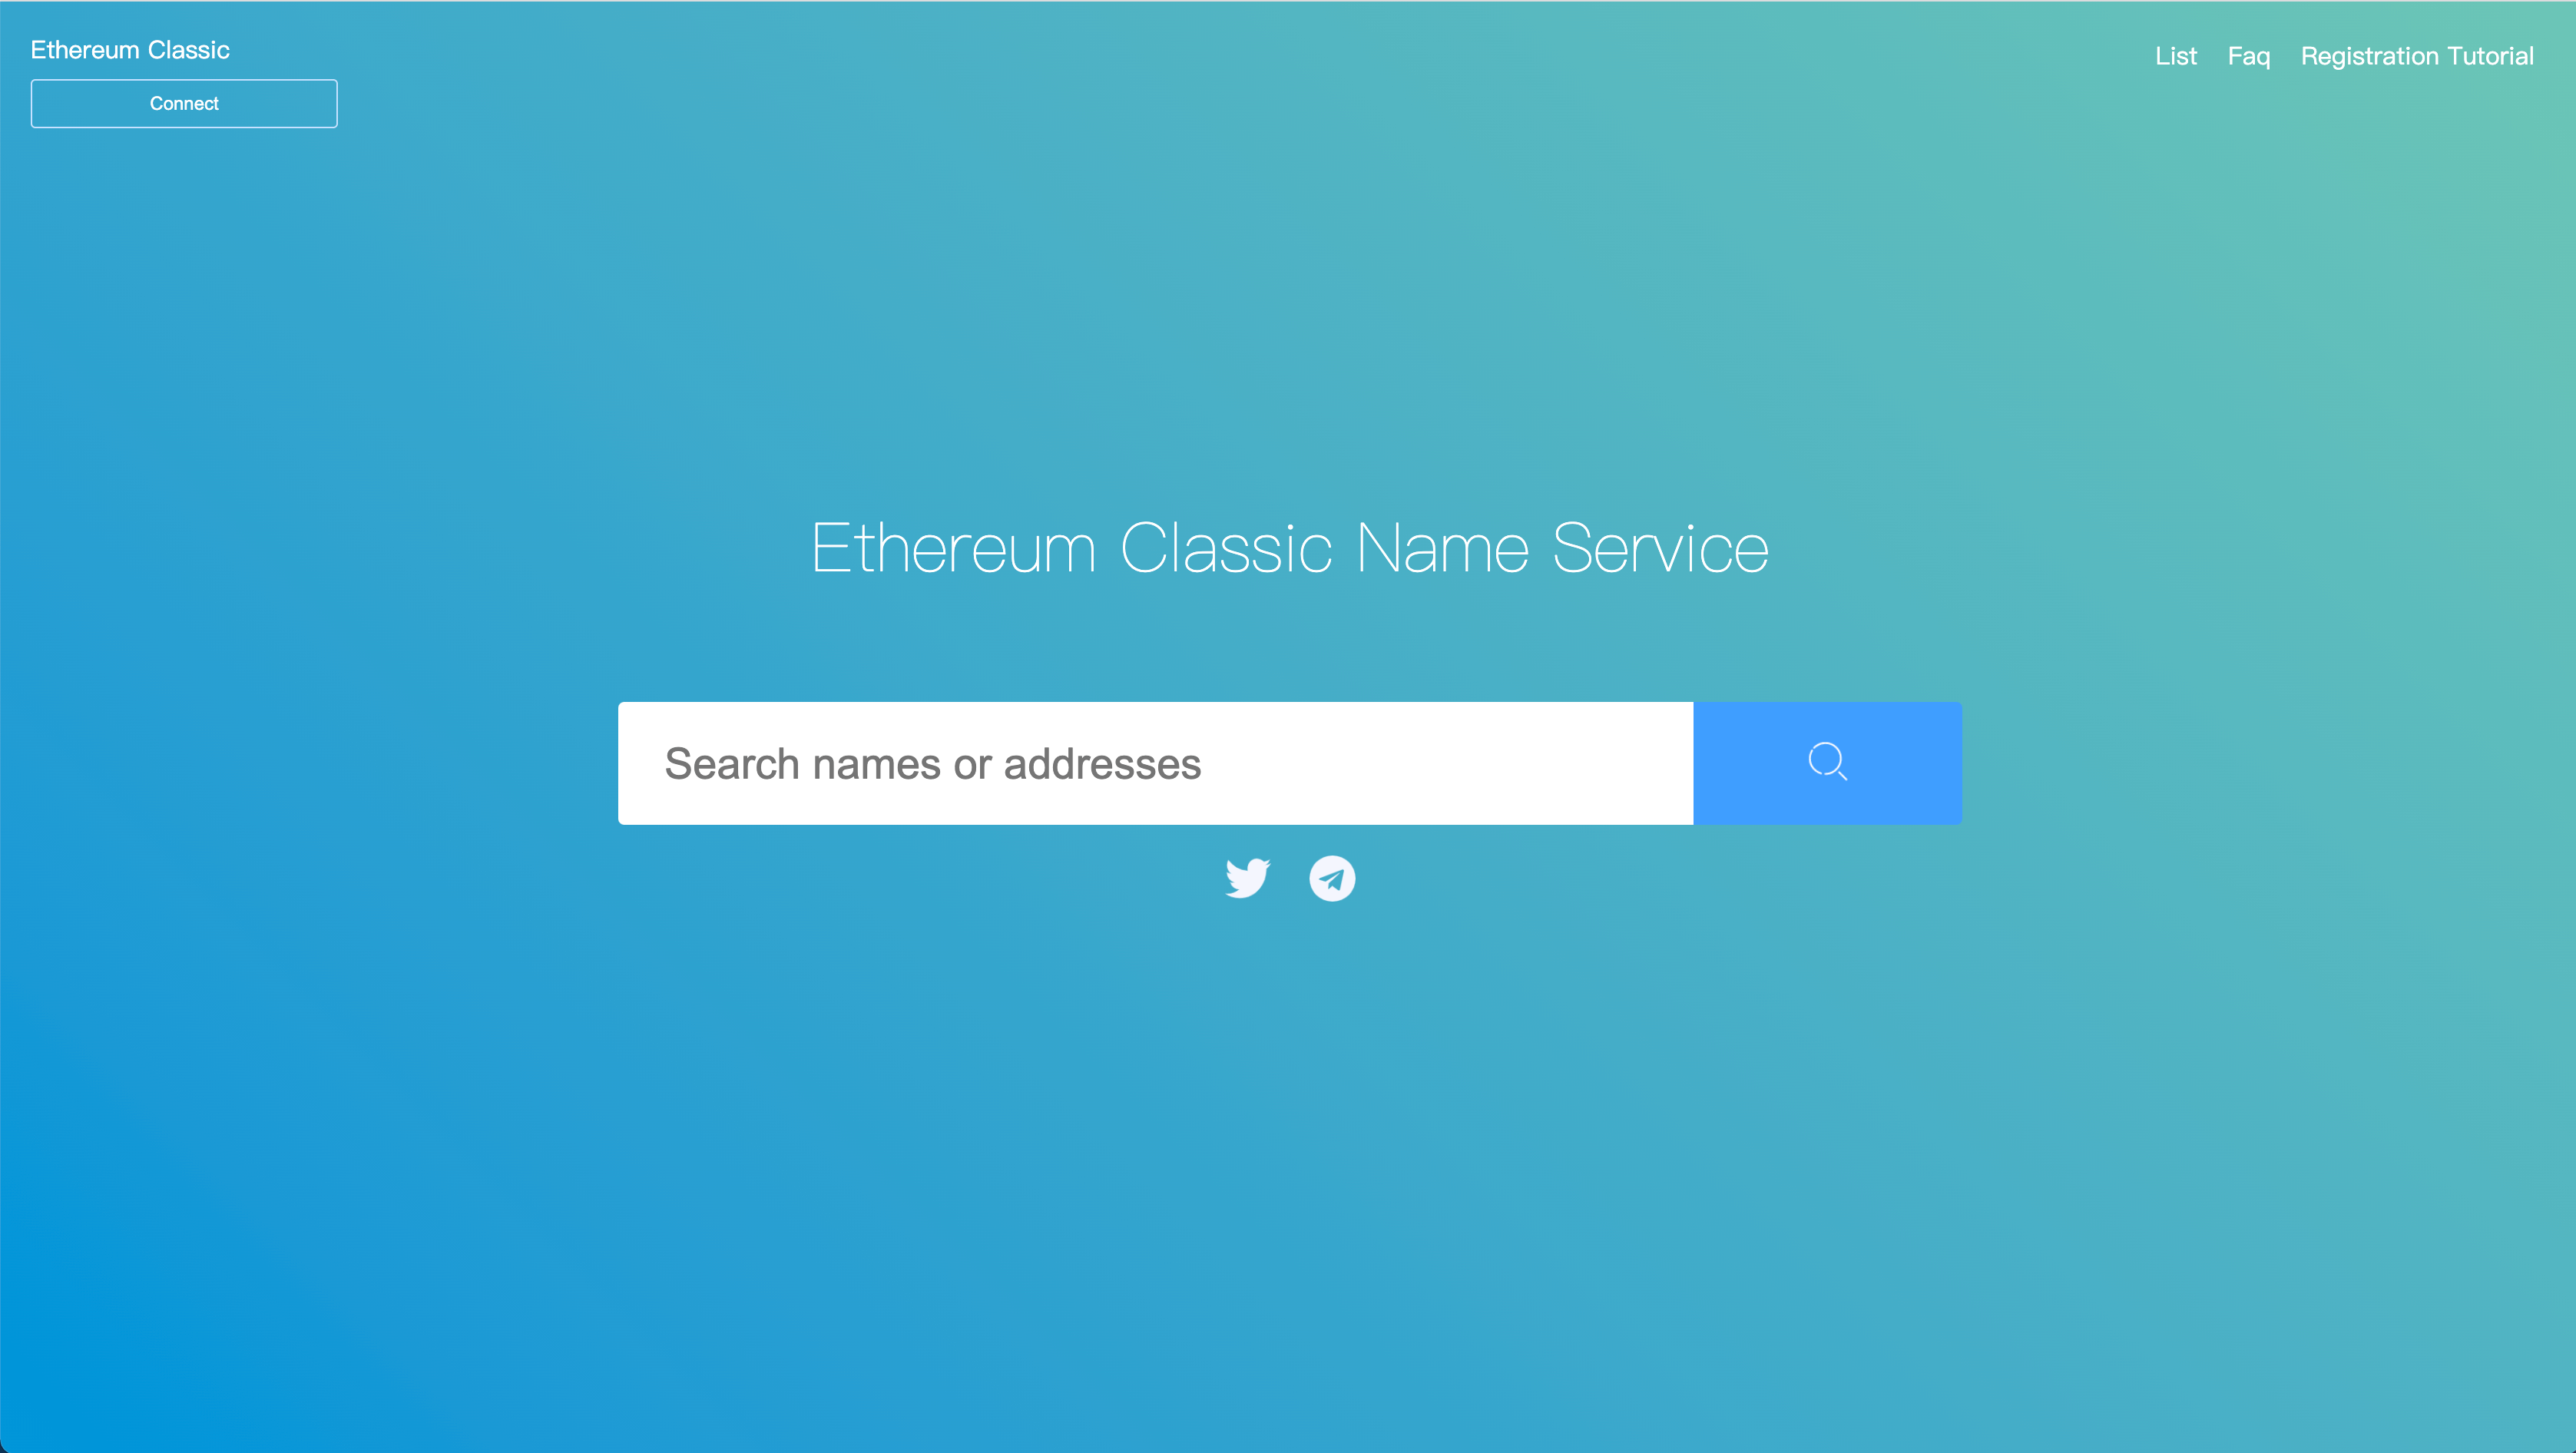 Ethereum Classic
Connect
List Faq Registration Tutorial
Ethereum Classic Name Service
Search names or addresses